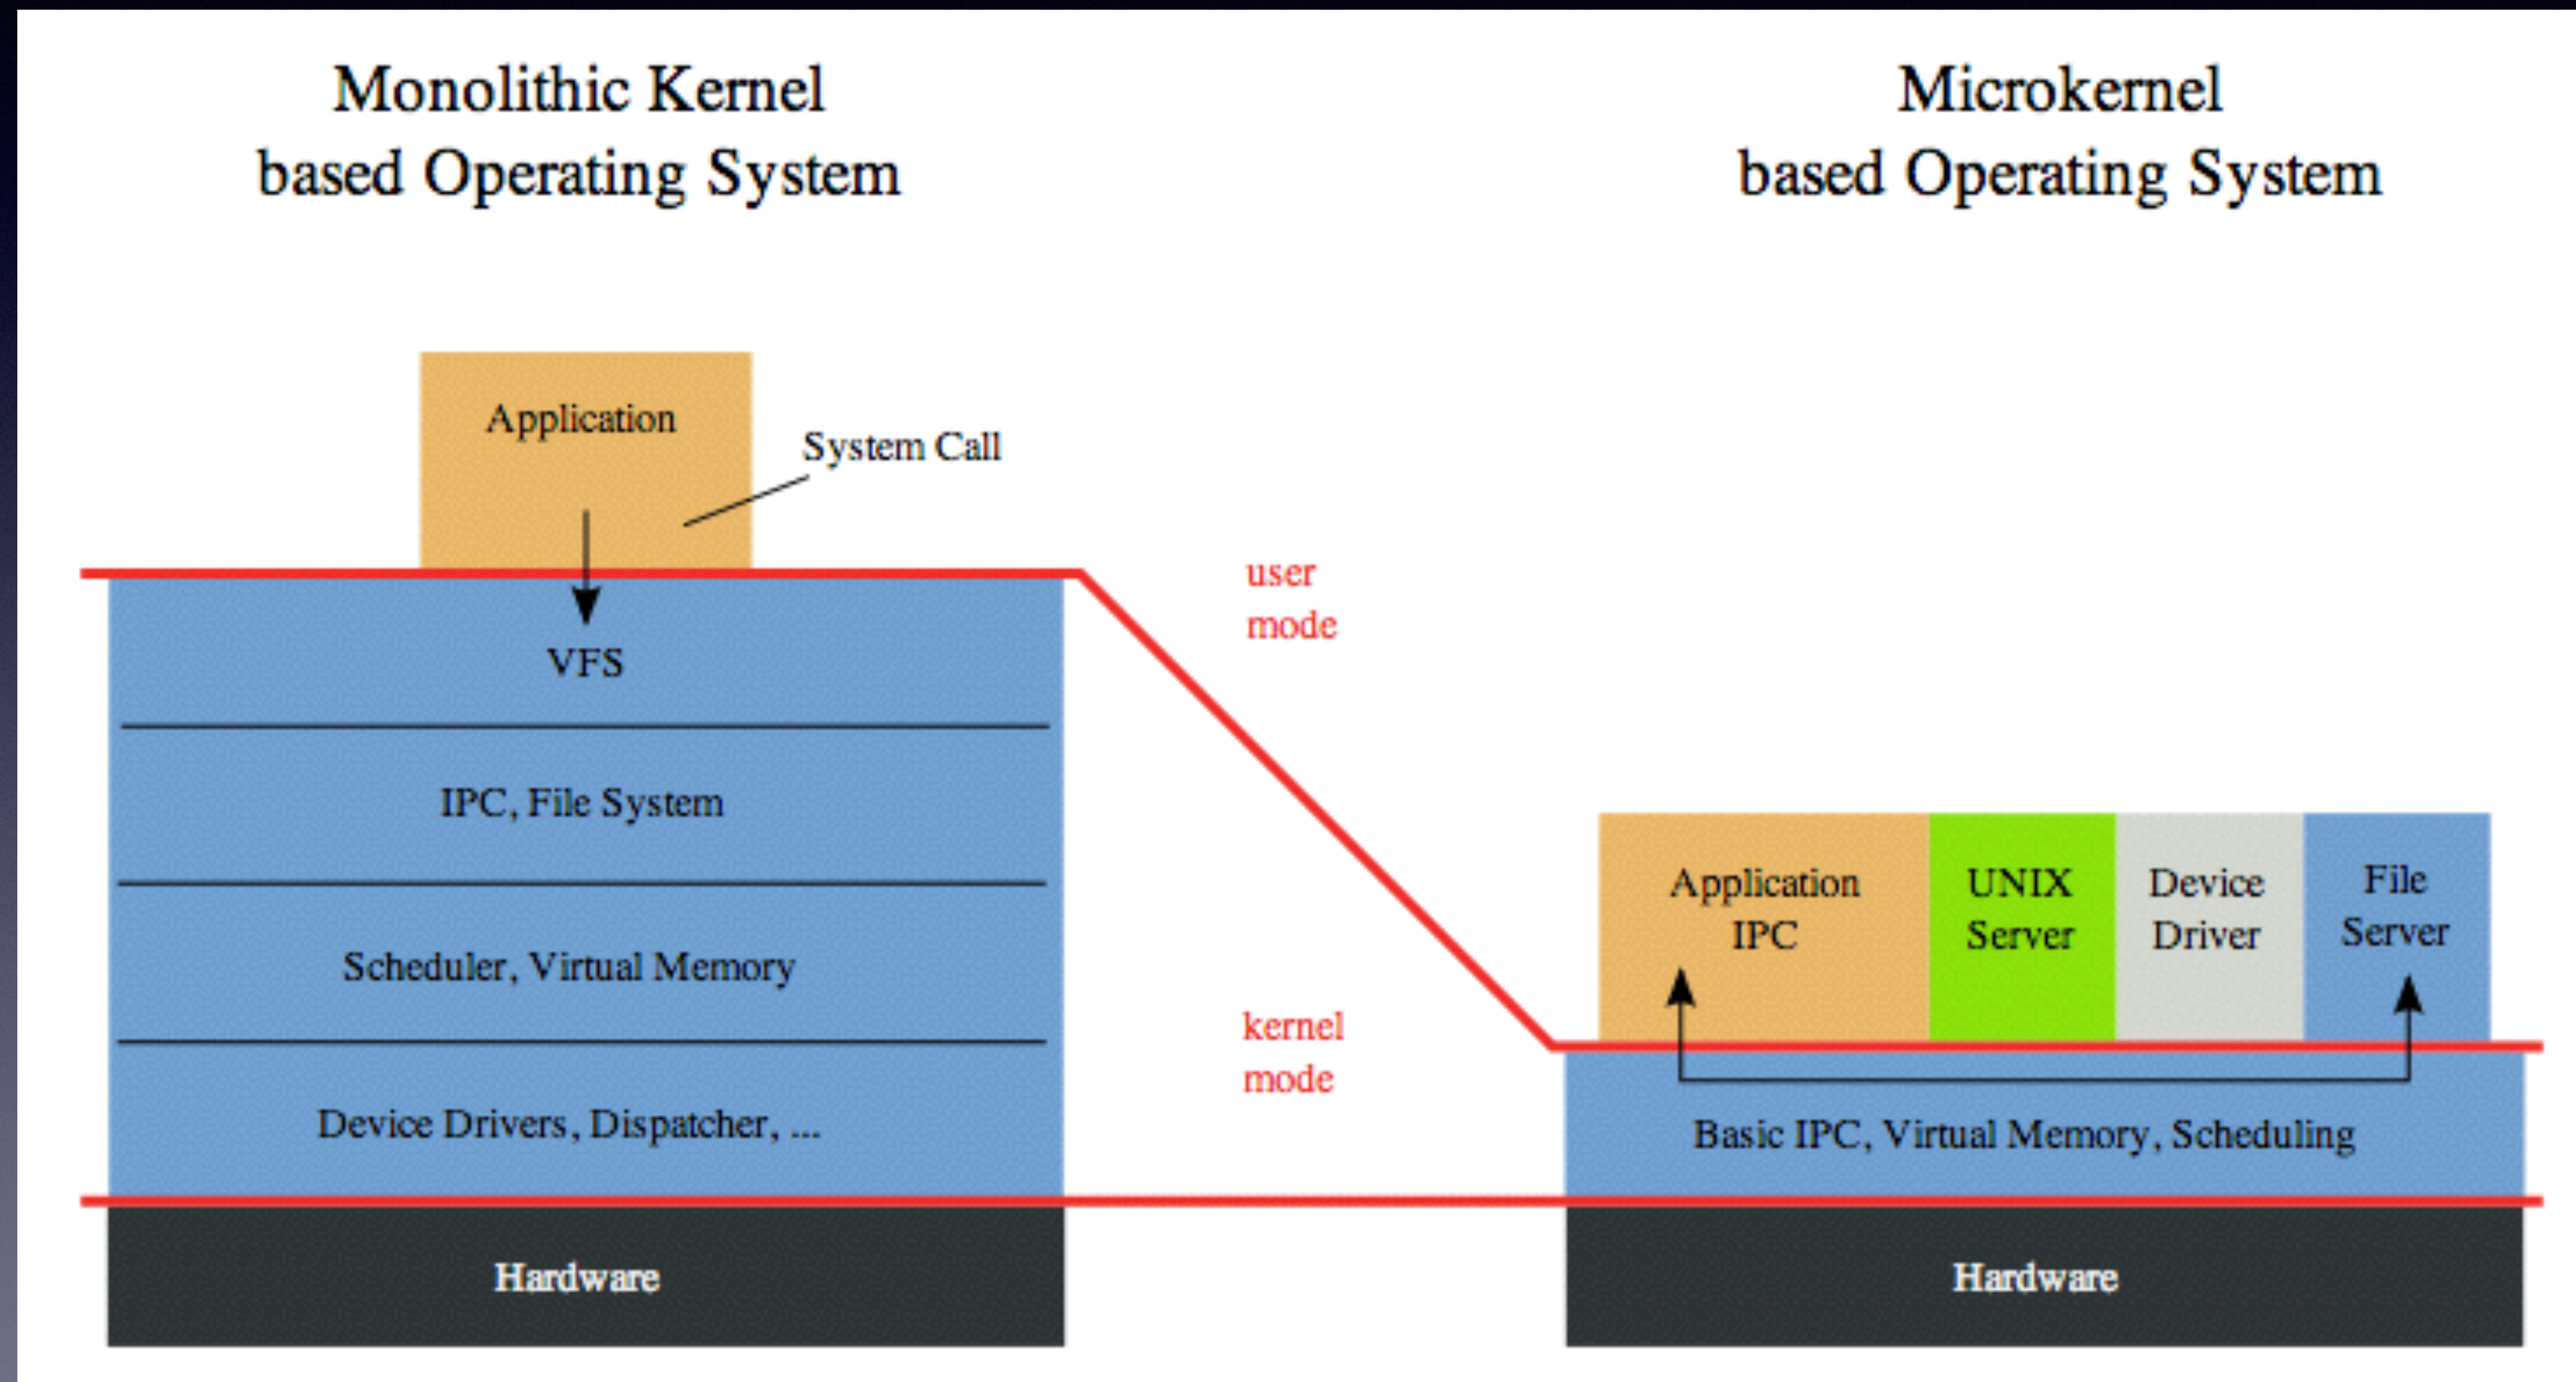 Monolithic Kernel
based Operating System
Microkernel
based Operating System
Application
System Call
user
mode
VFS
IPC, File System
Scheduler, Virtual Memory
kernel
mode
Device Drivers, Dispatcher, ...
Hardware
Application
IPC
UNIX
Server
Device
Driver
File
Server
Basic IPC, Virtual Memory, Scheduling
Hardware